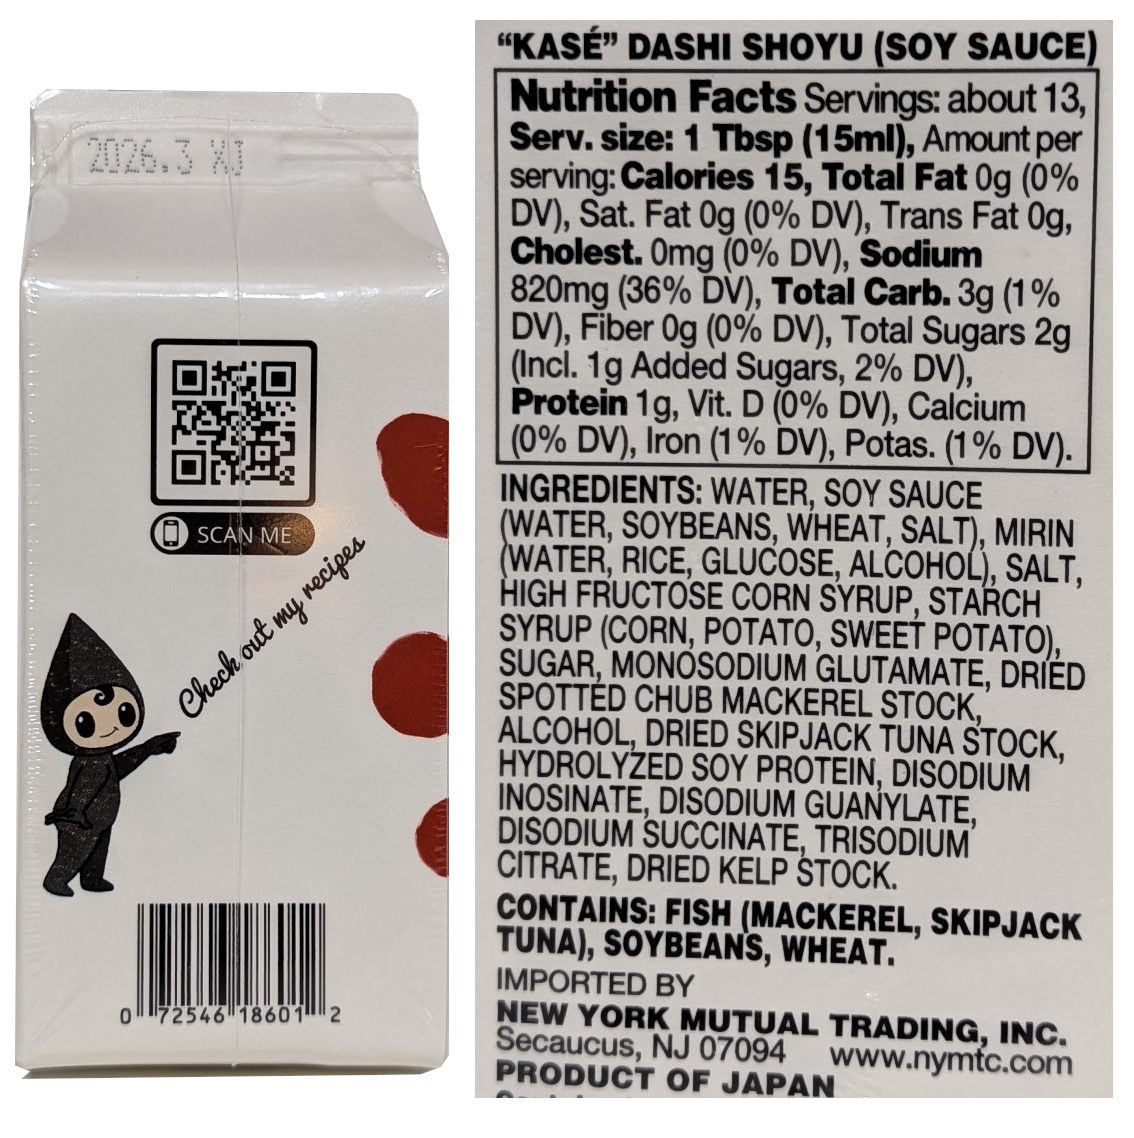 2026.3 XJ
SCAN ME
Check out my recipes
0 72546 18601 2
“KASÉ” DASHI SHOYU (SOY SAUCE)
Nutrition Facts Servings: about 13,
Serv. size: 1 Tbsp (15ml), Amount per
serving: Calories 15, Total Fat 0g (0%
DV), Sat. Fat 0g (0% DV), Trans Fat 0g,
Cholest. 0mg (0% DV), Sodium
820mg (36% DV), Total Carb. 3g (1%
DV), Fiber 0g (0% DV), Total Sugars 2g
(Incl. 1g Added Sugars, 2% DV),
Protein 1g, Vit. D (0% DV), Calcium
(0% DV), Iron (1% DV), Potas. (1% DV).
INGREDIENTS: WATER, SOY SAUCE
(WATER, SOYBEANS, WHEAT, SALT), MIRIN
(WATER, RICE, GLUCOSE, ALCOHOL), SALT,
HIGH FRUCTOSE CORN SYRUP, STARCH
SYRUP (CORN, POTATO, SWEET POTATO),
SUGAR, MONOSODIUM GLUTAMATE, DRIED
SPOTTED CHUB MACKEREL STOCK,
ALCOHOL, DRIED SKIPJACK TUNA STOCK,
HYDROLYZED SOY PROTEIN, DISODIUM
INOSINATE, DISODIUM GUANYLATE,
DISODIUM SUCCINATE, TRISODIUM
CITRATE, DRIED KELP STOCK.
CONTAINS: FISH (MACKEREL, SKIPJACK
TUNA), SOYBEANS, WHEAT.
IMPORTED BY
NEW YORK MUTUAL TRADING, INC.
Secaucus, NJ 07094 www.nymtc.com
PRODUCT OF JAPAN